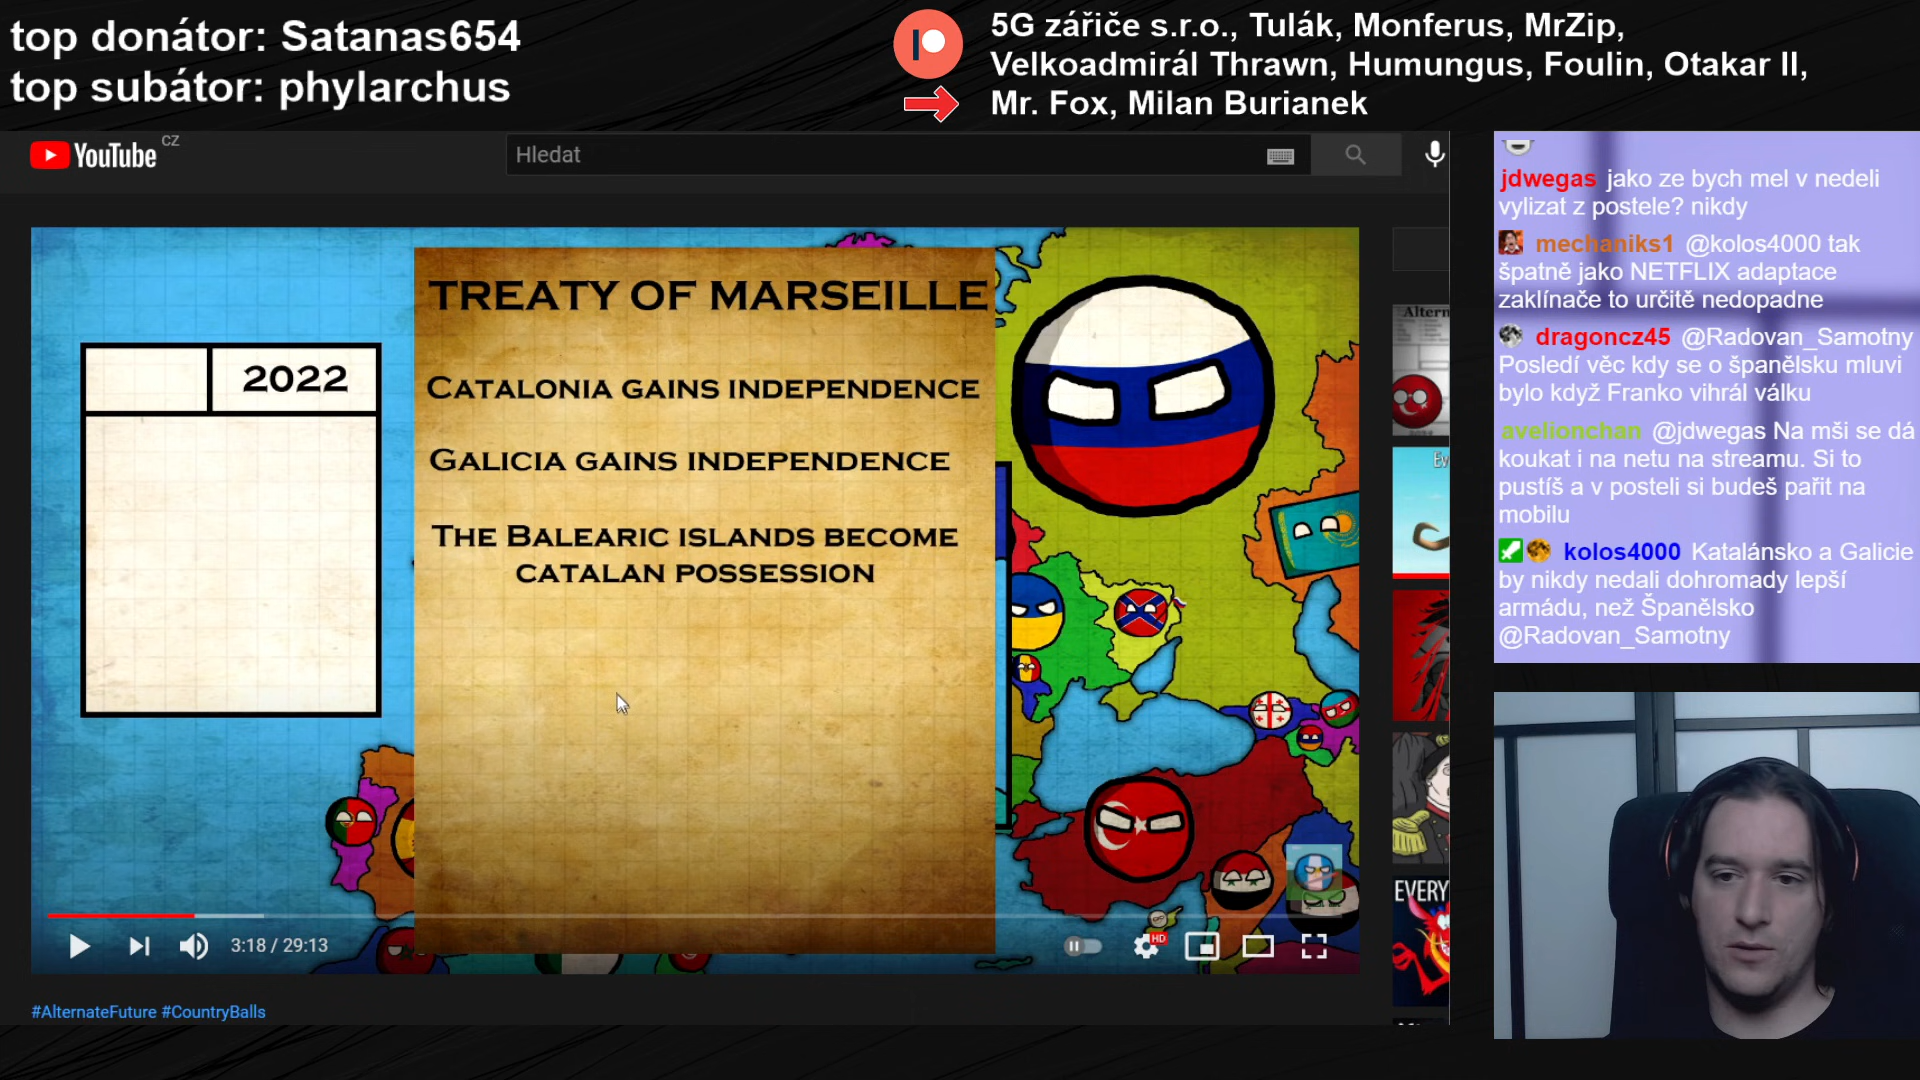 top donátor: Satanas654
top subátor: phylarchus
5G zářiče s.r.o., Tulák, Monferus, MrZip,
Velkoadmirál Thrawn, Humungus, Foulin, Otakar II,
Mr. Fox, Milan Burianek
YouTube CZ
Hledat
TREATY OF MARSEILLE
2022
CATALONIA GAINS INDEPENDENCE
GALICIA GAINS INDEPENDENCE
THE BALEARIC ISLANDS BECOME
CATALAN POSSESSION
3:18 / 29:13
HD
#AlternateFuture #CountryBalls
Altern
Ev
EVERY
jdwegas jako ze bych mel v nedeli
vylizat z postele? nikdy
mechaniks1 @kolos4000 tak
špatně jako NETFLIX adaptace
zaklínače to určitě nedopadne
dragoncz45 @Radovan_Samotny
Posledí věc kdy se o španělsku mluvi
bylo když Franko vihrál válku
avelionchan @jdwegas Na mši se dá
koukat i na netu na streamu. Si to
pustíš a v posteli si budeš pařit na
mobilu
kolos4000 Katalánsko a Galicie
by nikdy nedali dohromady lepší
armádu, než Španělsko
@Radovan_Samotny